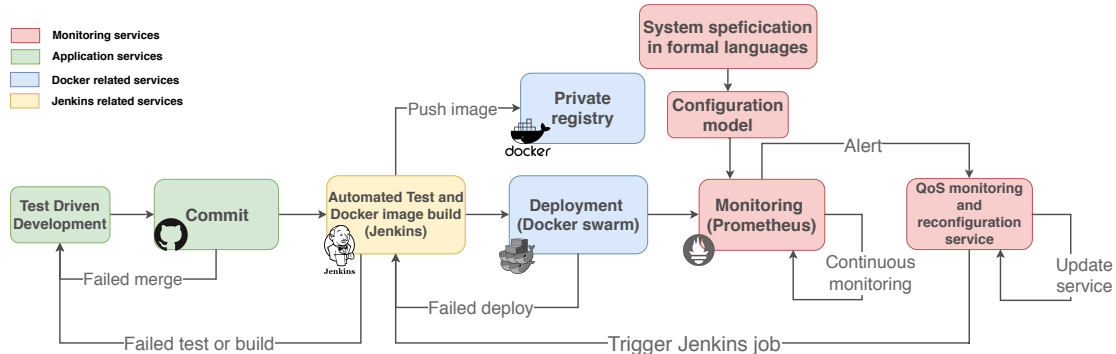 Monitoring services
Application services
Docker related services
Jenkins related services
System speficication
in formal languages
Push image
Private
registry
docker
Configuration
model
Alert
Test Driven
Development
Commit
Automated Test and
Docker image build
(Jenkins)
Jenkins
Deployment
(Docker swarm)
Monitoring
(Prometheus)
QoS monitoring
and
reconfiguration
service
Failed merge
Failed deploy
Continuous
monitoring
Update
service
Failed test or build
Trigger Jenkins job